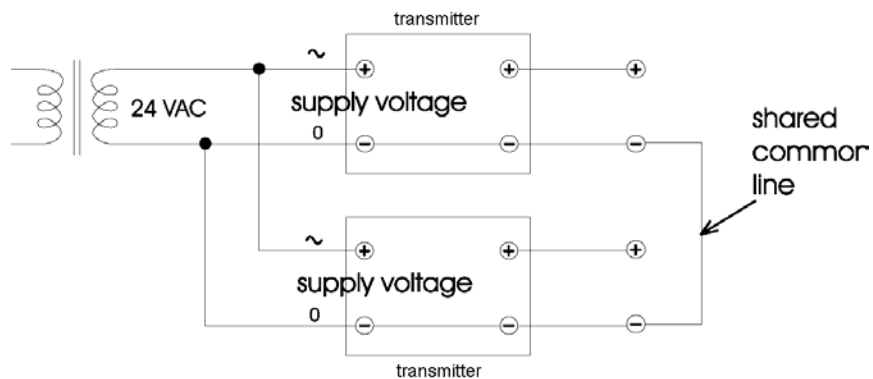 transmitter
~
+
+
+
24 VAC
supply voltage
0
−
−
−
shared
common
line
~
+
+
+
supply voltage
0
−
−
−
transmitter